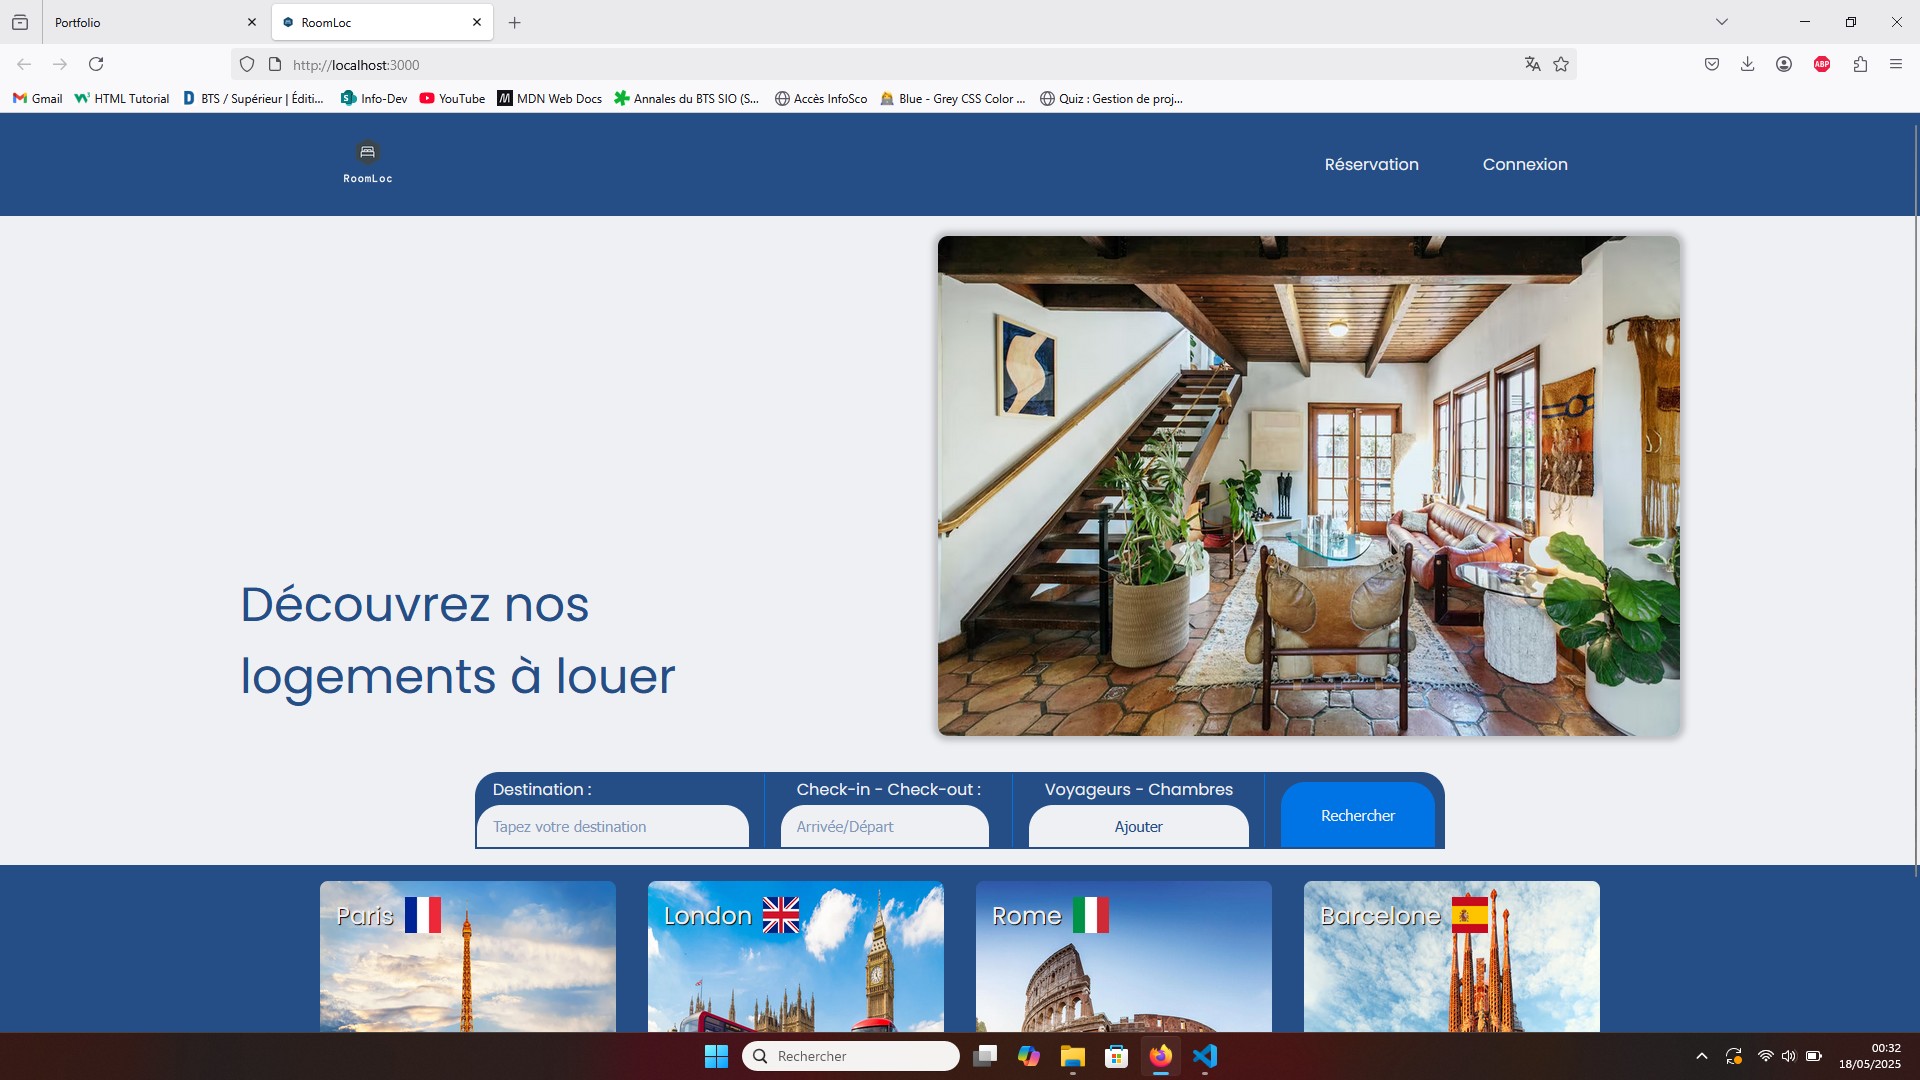 Portfolio
RoomLoc
http://localhost:3000
Gmail
HTML Tutorial
BTS / Supérieur | Éditi...
Info-Dev
YouTube
MDN Web Docs
Annales du BTS SIO (S...
Accès InfoSco
Blue - Grey CSS Color ...
Quiz : Gestion de proj...
RoomLoc
Réservation
Connexion
Découvrez nos
logements à louer
Destination :
Check-in - Check-out :
Voyageurs - Chambres
Tapez votre destination
Arrivée/Départ
Ajouter
Rechercher
Paris
London
Rome
Barcelone
Rechercher
00:32
18/05/2025
ABP